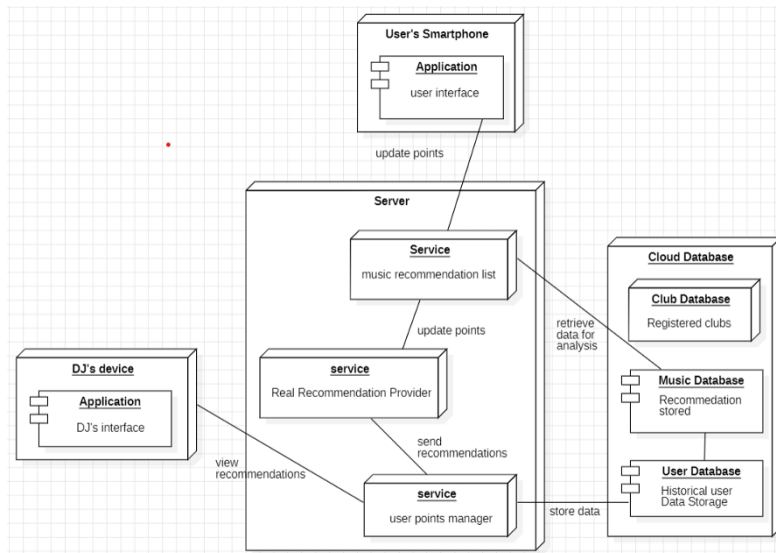 User's Smartphone
Application
user interface
update points
Server
Service
music recommendation list
Cloud Database
Club Database
Registered clubs
update points
retrieve
data for
analysis
DJ's device
Application
DJ's interface
service
Real Recommendation Provider
Music Database
Recommedation
stored
send
recommendations
view
recommendations
User Database
Historical user
Data Storage
service
user points manager
store data